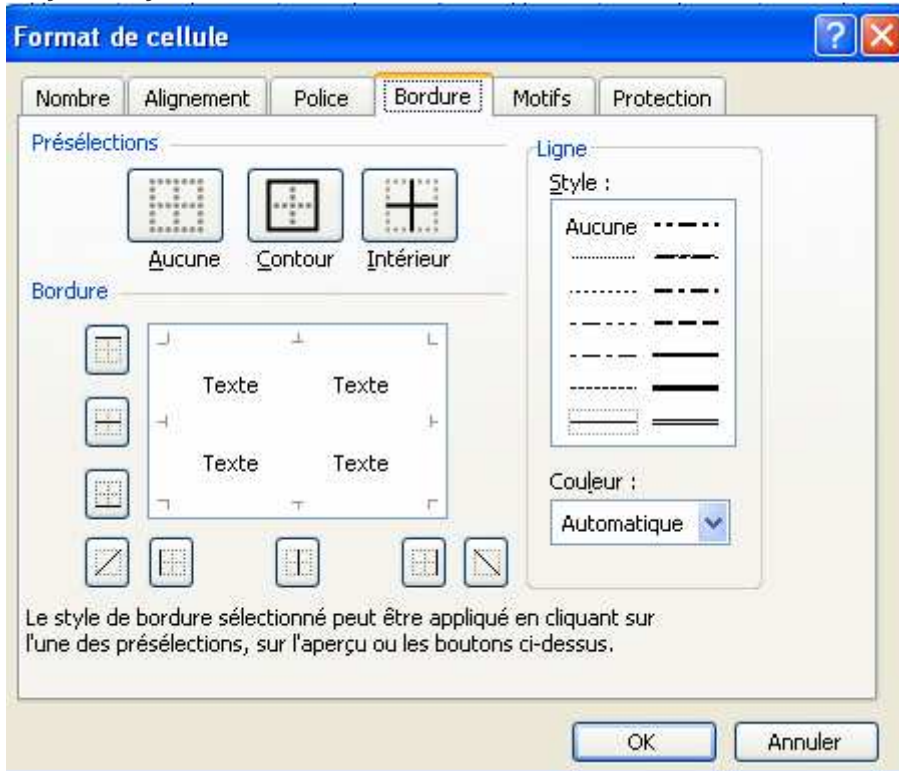 Format de cellule
Nombre Alignement Police Bordure Motifs Protection
Présélections
Aucune Contour Intérieur
Bordure
Texte Texte
Texte Texte
Ligne
Style :
Aucune
Couleur :
Automatique
Le style de bordure sélectionné peut être appliqué en cliquant sur
l'une des présélections, sur l'aperçu ou les boutons ci-dessus.
OK Annuler